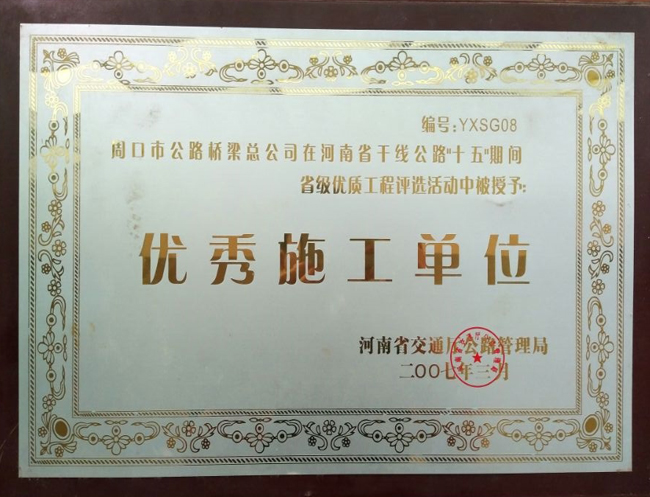 编号:YXSG08
周口市公路桥梁总公司在河南省干线公路"十五"期间
省级优质工程评选活动中被授予:
优秀施工单位
河南省交通厅公路管理局
二00七年三月